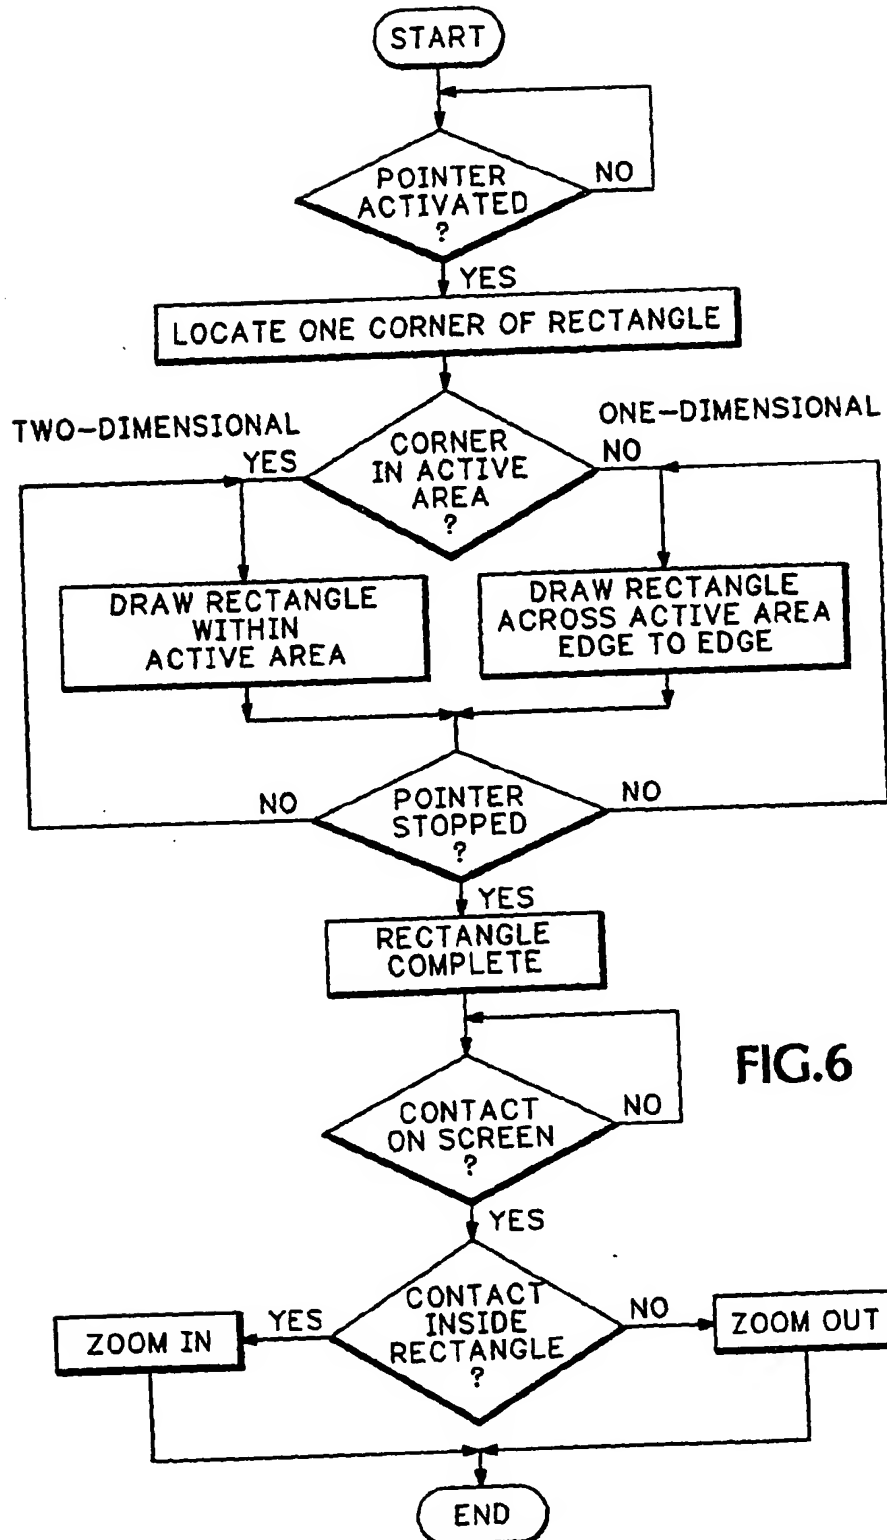 START
POINTER
ACTIVATED
?
NO
YES
LOCATE ONE CORNER OF RECTANGLE
TWO-DIMENSIONAL
YES
CORNER
IN ACTIVE
AREA
?
ONE-DIMENSIONAL
NO
DRAW RECTANGLE
WITHIN
ACTIVE AREA
DRAW RECTANGLE
ACROSS ACTIVE AREA
EDGE TO EDGE
NO
POINTER
STOPPED
?
NO
YES
RECTANGLE
COMPLETE
FIG.6
CONTACT
ON SCREEN
?
NO
YES
CONTACT
INSIDE
RECTANGLE
?
YES
NO
ZOOM IN
ZOOM OUT
END